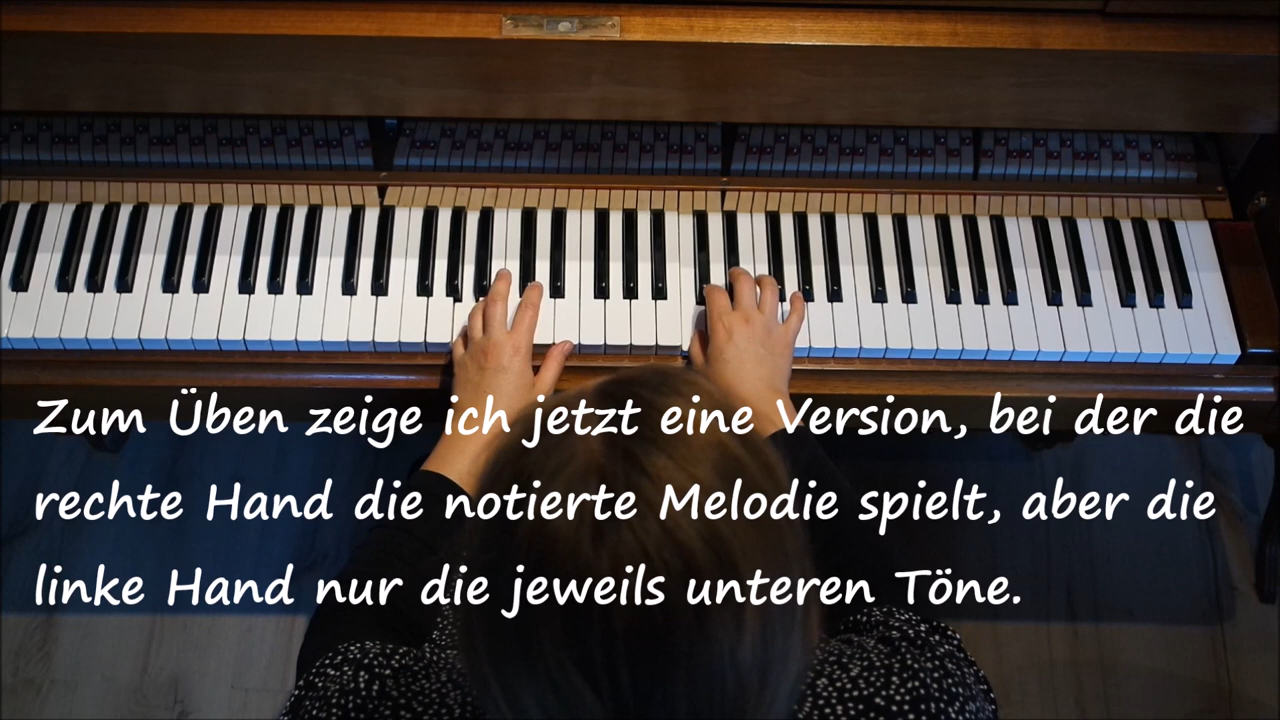 Zum Üben zeige ich jetzt eine Version, bei der die
rechte Hand die notierte Melodie spielt, aber die
linke Hand nur die jeweils unteren Töne.